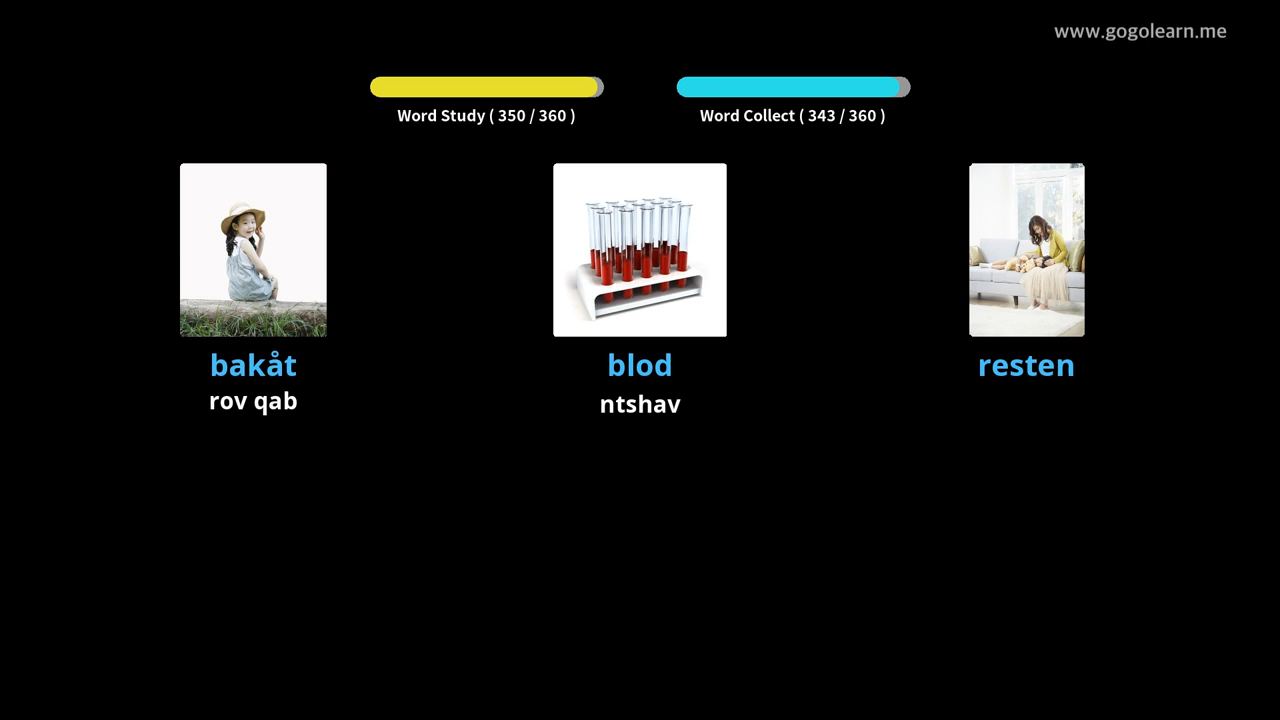 www.gogolearn.me
Word Study ( 350 / 360 )
Word Collect ( 343 / 360 )
bakåt
rov qab
blod
ntshav
resten